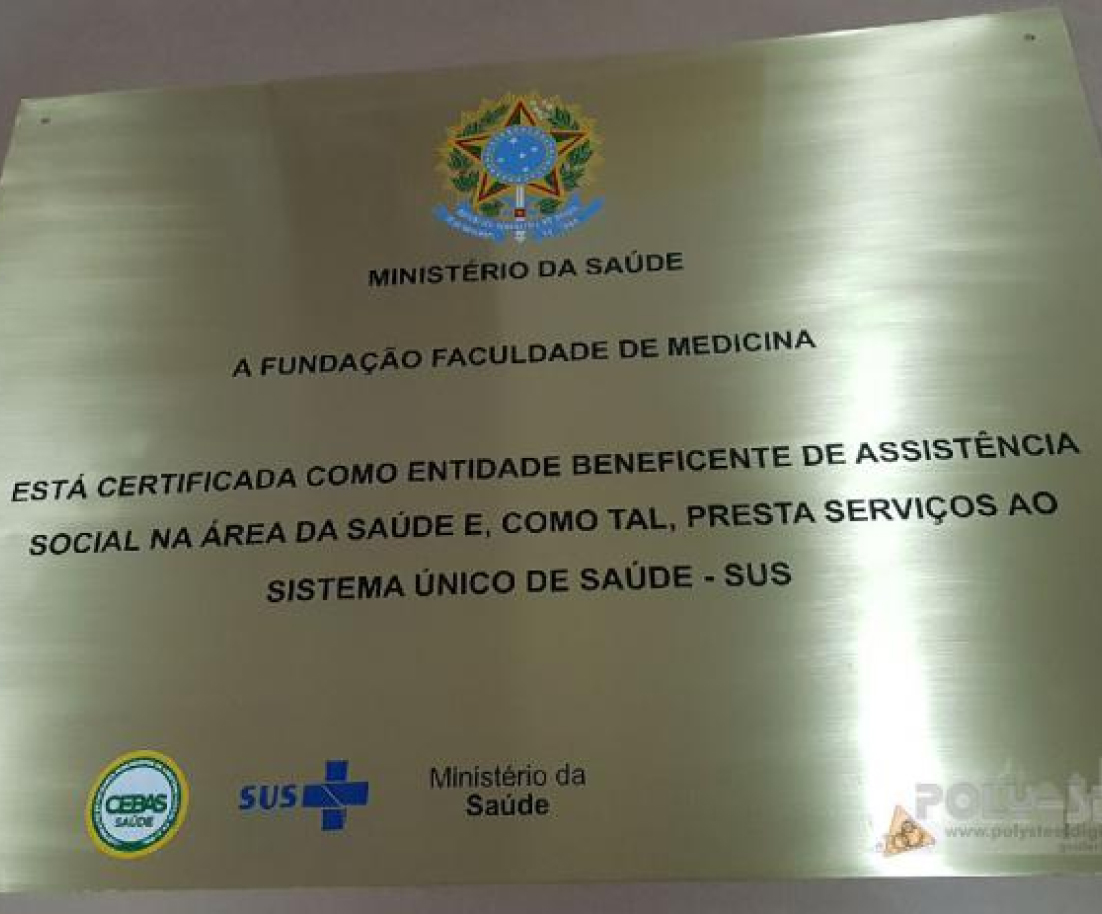 MINISTÉRIO DA SAÚDE
A FUNDAÇÃO FACULDADE DE MEDICINA
ESTÁ CERTIFICADA COMO ENTIDADE BENEFICENTE DE ASSISTÊNCIA
SOCIAL NA ÁREA DA SAÚDE E, COMO TAL, PRESTA SERVIÇOS AO
SISTEMA ÚNICO DE SAÚDE - SUS
CEBAS
SAÚDE
SUS
Ministério da
Saúde